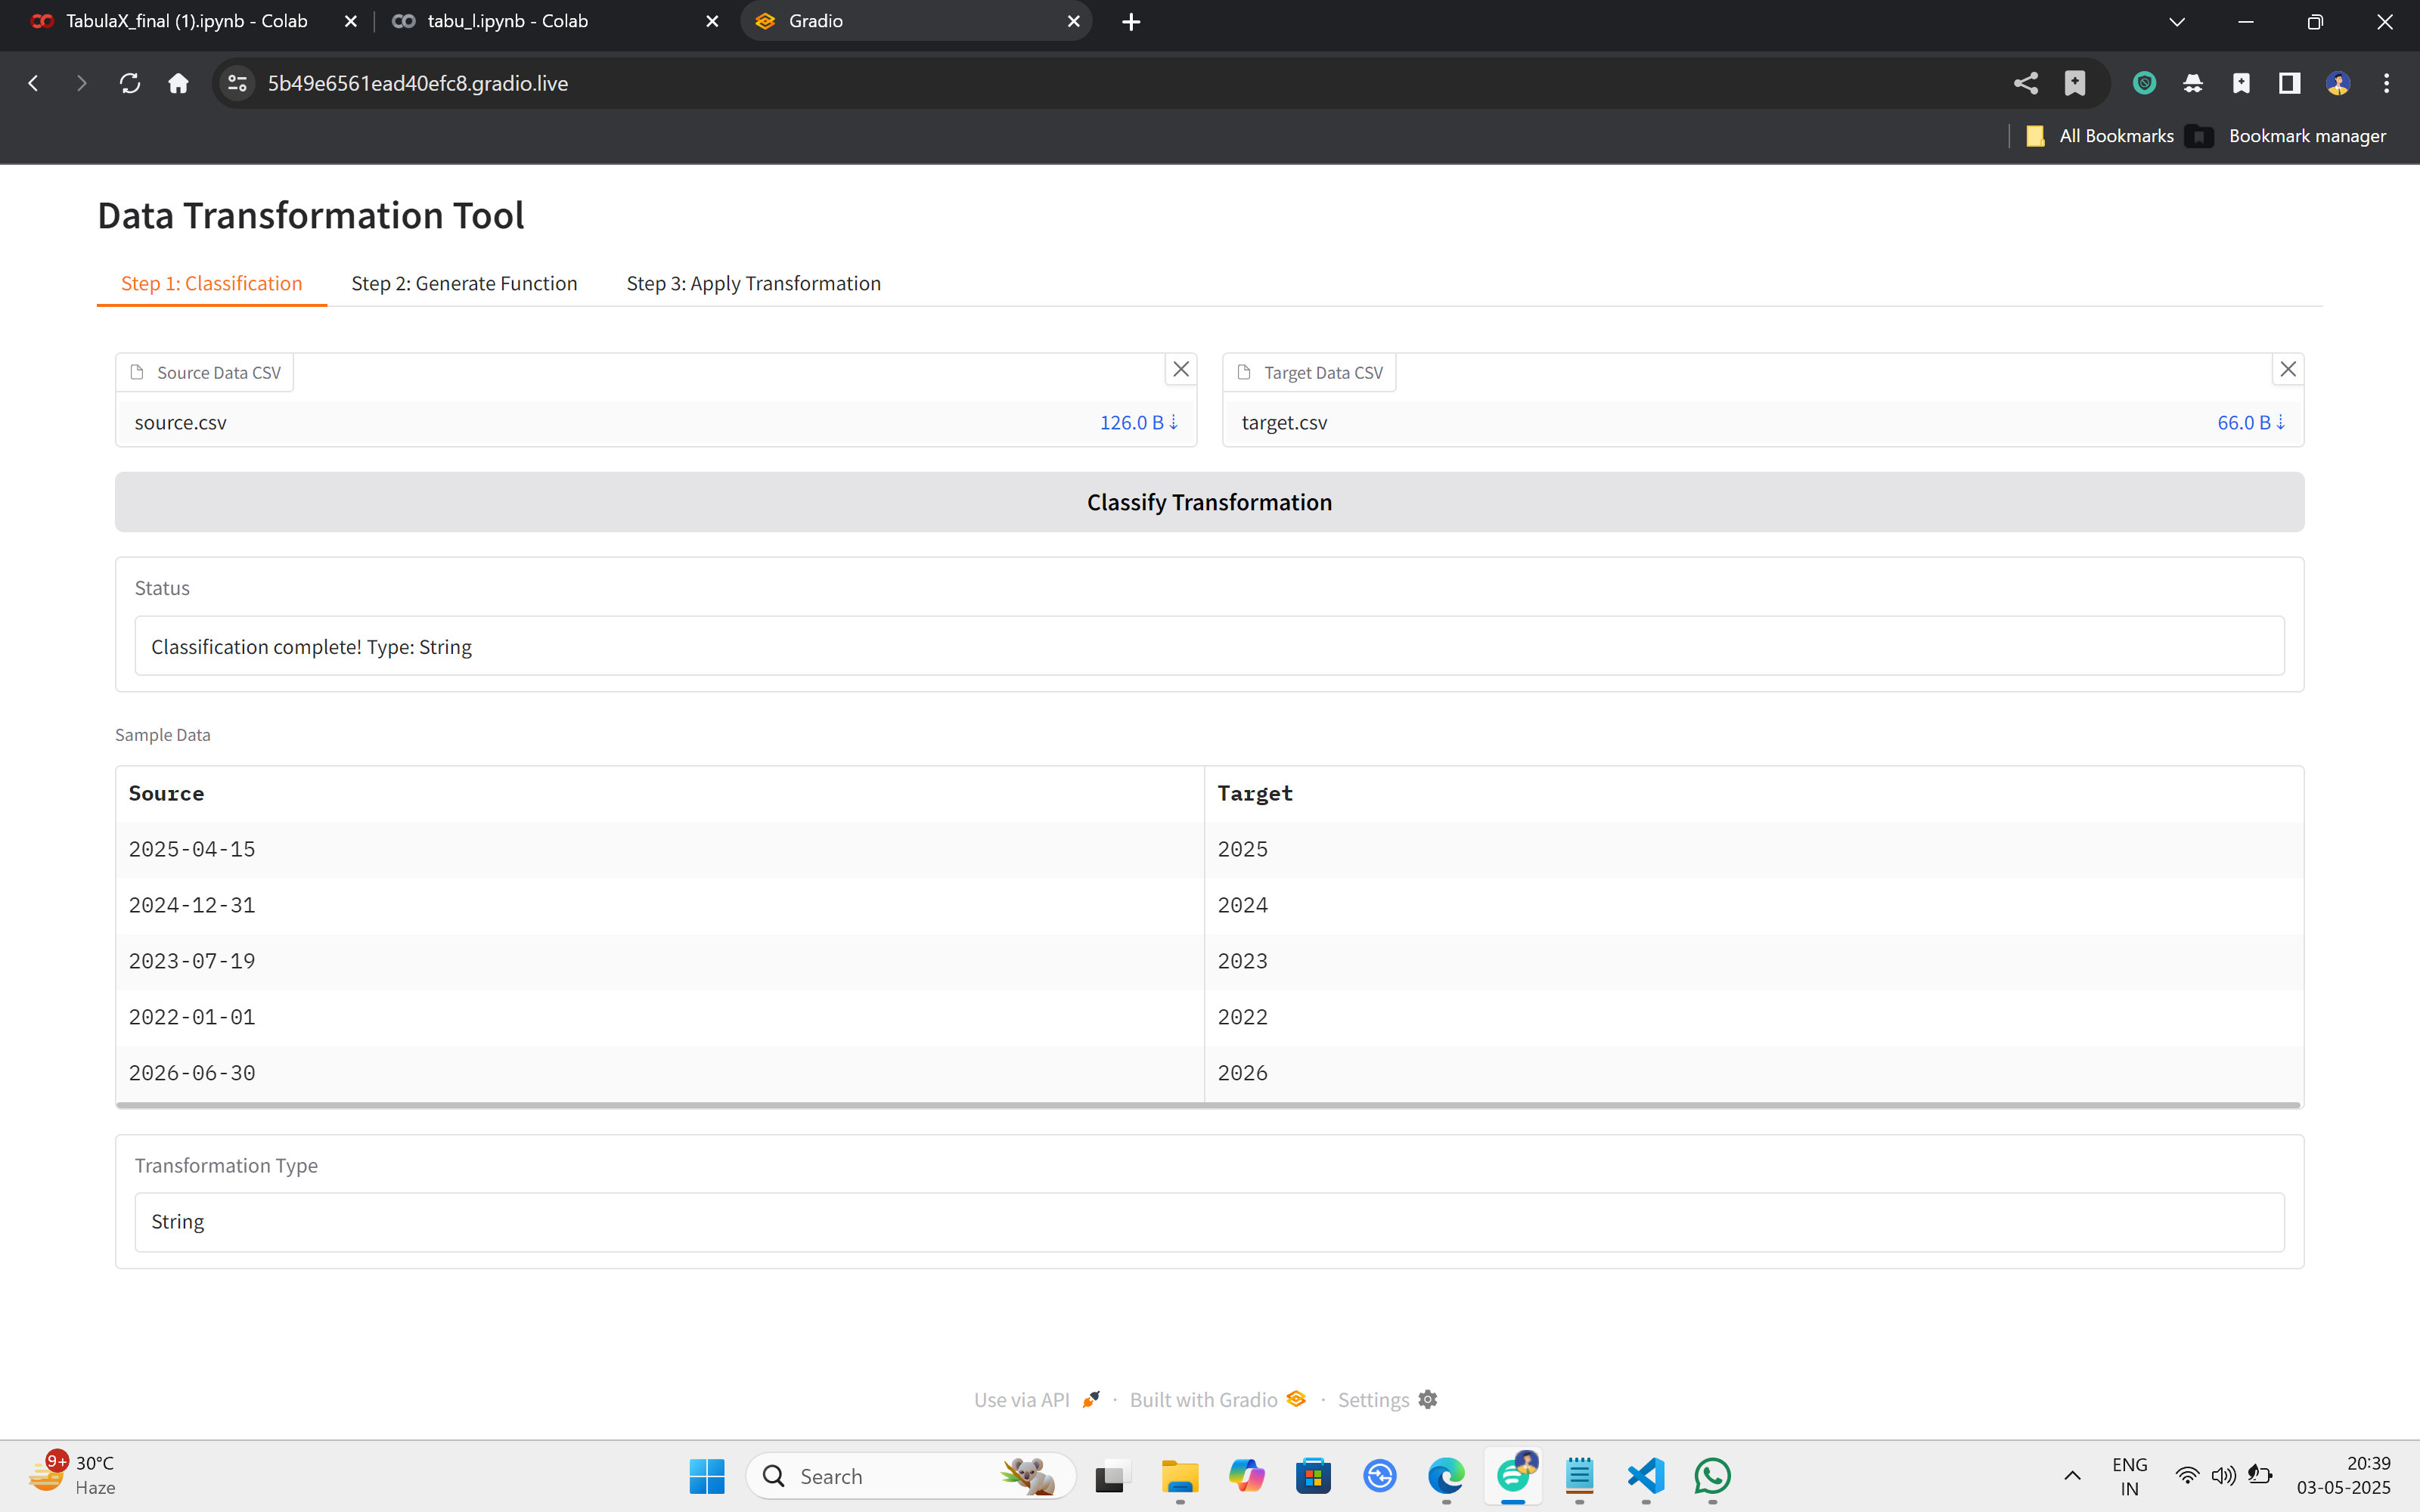 TabulaX_final (1).ipynb - Colab
tabu_l.ipynb - Colab
Gradio
5b49e6561ead40efc8.gradio.live
All Bookmarks
Bookmark manager
Data Transformation Tool
Step 1: Classification
Step 2: Generate Function
Step 3: Apply Transformation
Source Data CSV
source.csv 126.0 B ⇣
Target Data CSV
target.csv 66.0 B ⇣
Classify Transformation
Status
Classification complete! Type: String
Sample Data
Source Target
2025-04-15 2025
2024-12-31 2024
2023-07-19 2023
2022-01-01 2022
2026-06-30 2026
Transformation Type
String
Use via API · Built with Gradio · Settings
9+
30°C
Haze
Search
ENG
IN
20:39
03-05-2025